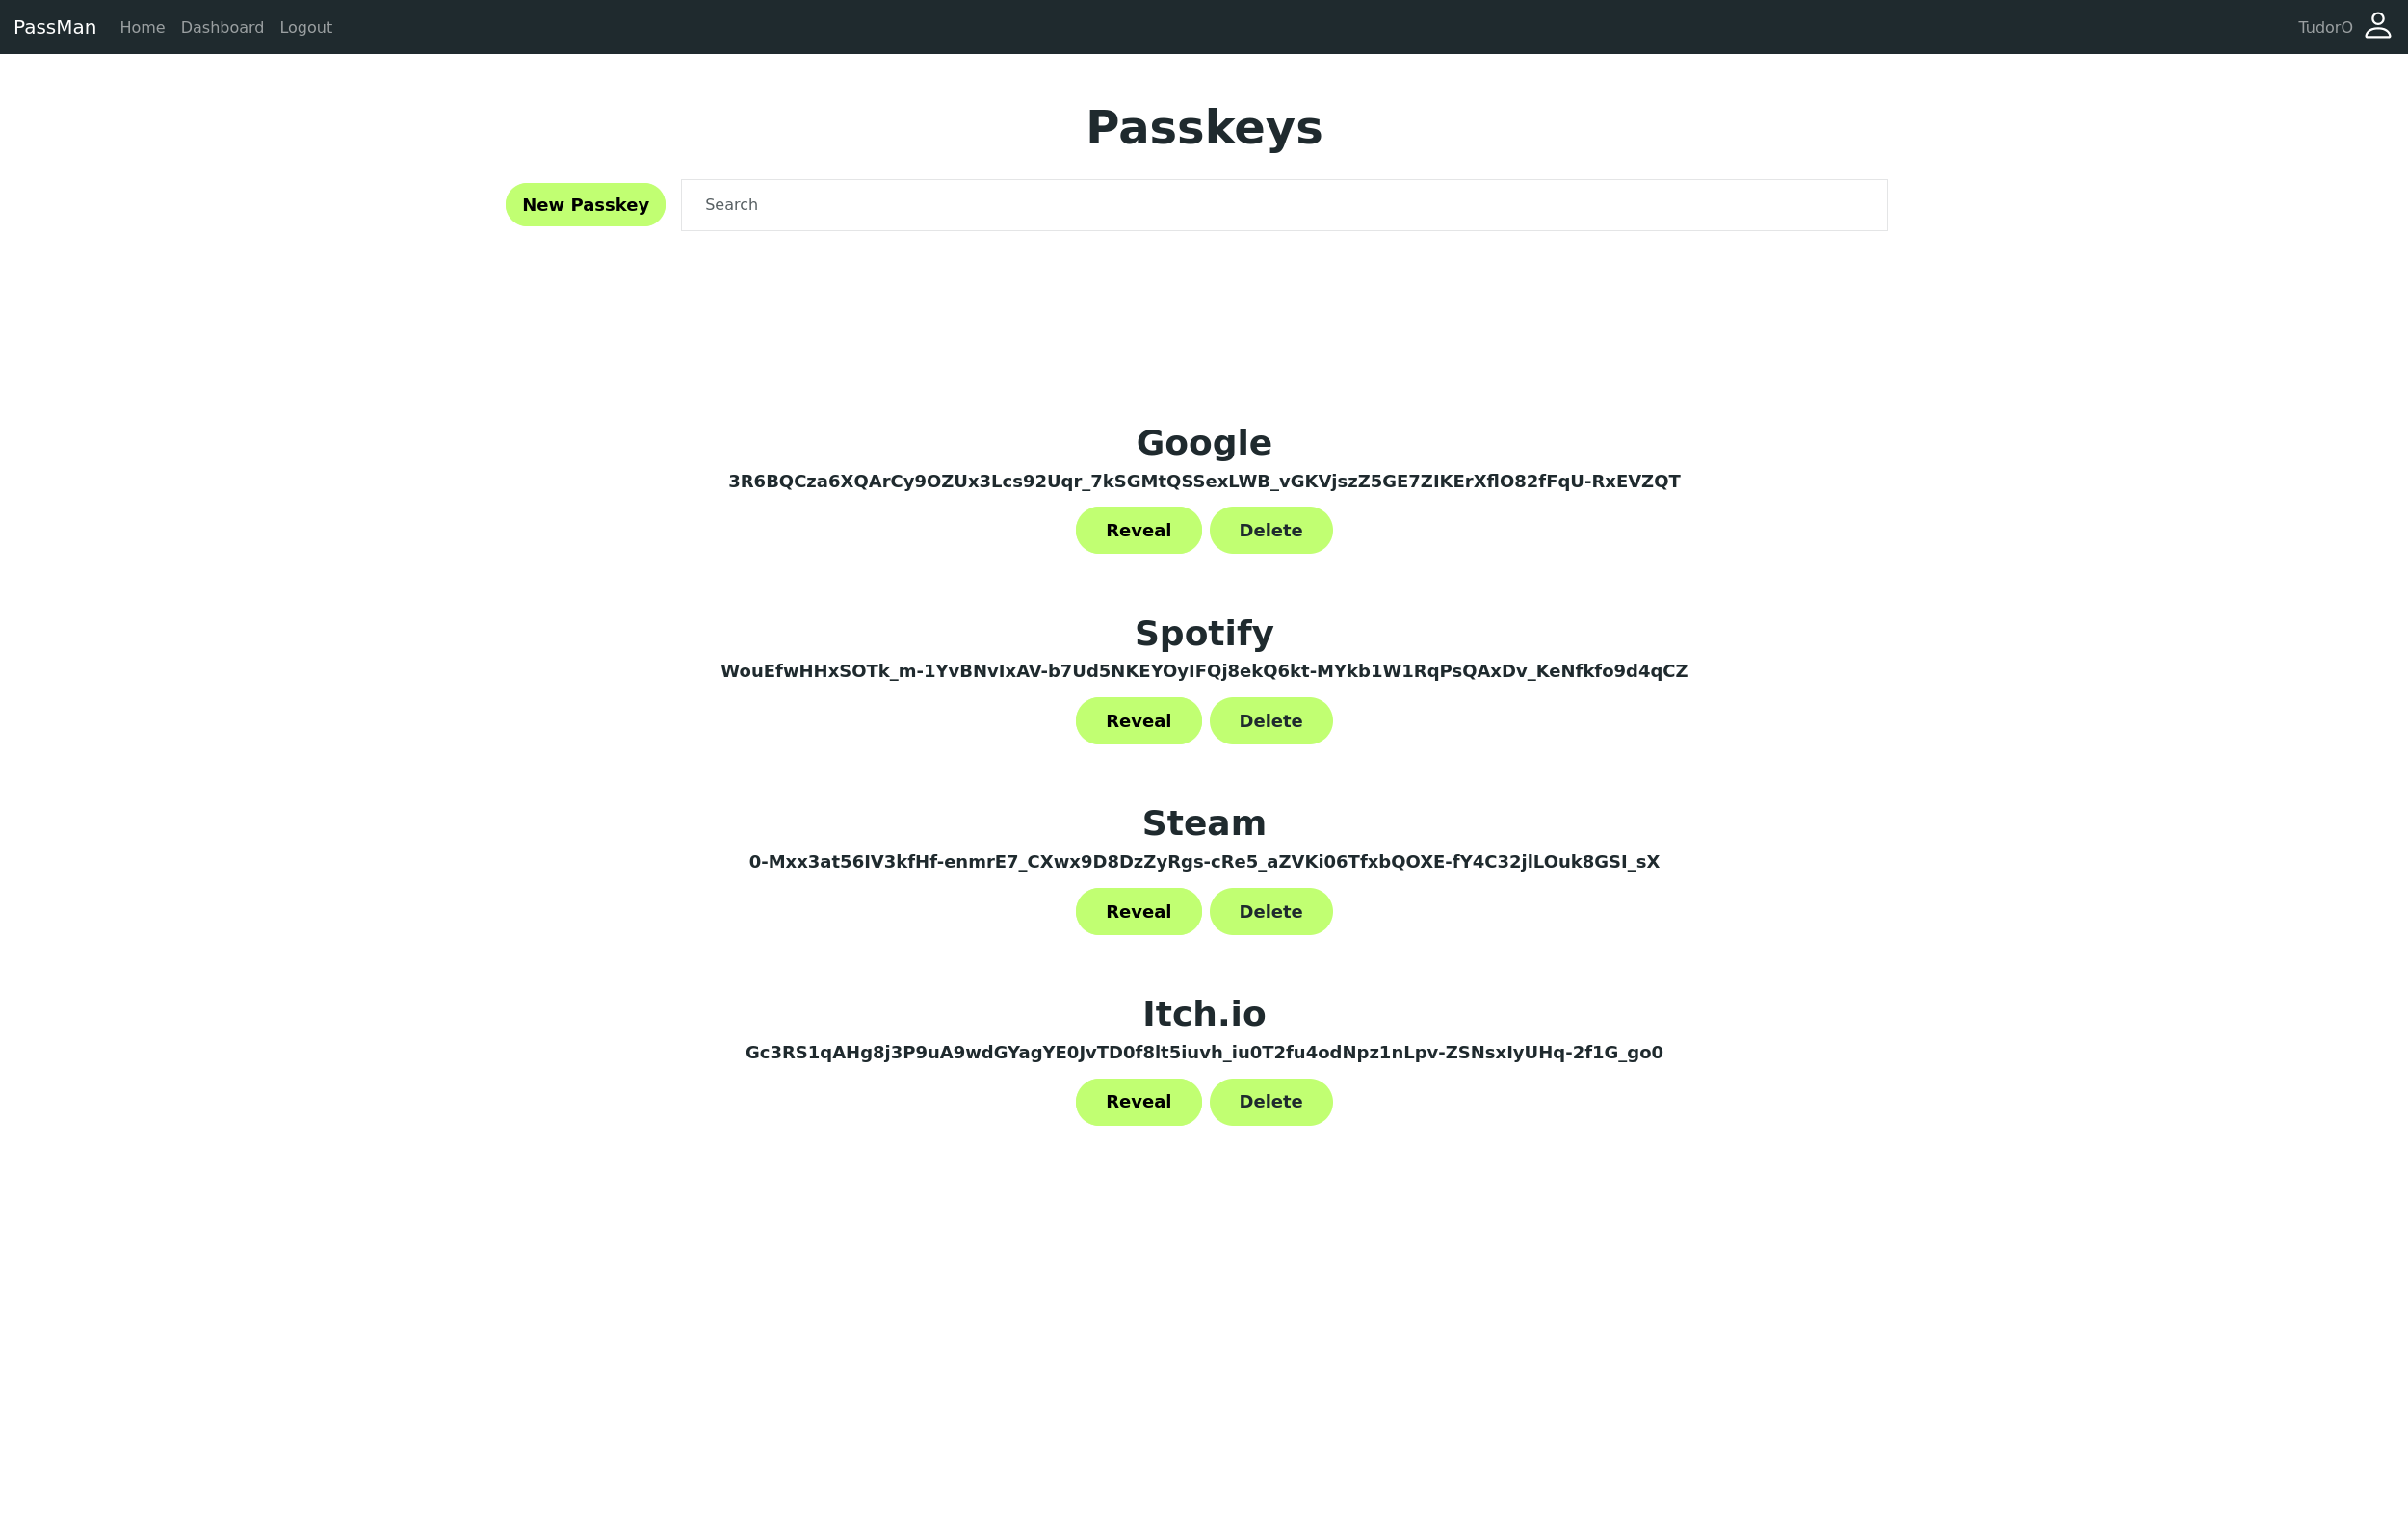 PassMan Home Dashboard Logout TudorO
Passkeys
New Passkey Search
Google
3R6BQCza6XQArCy9OZUx3Lcs92Uqr_7kSGMtQSSexLWB_vGKVjszZ5GE7ZIKErXflO82fFqU-RxEVZQT
Reveal Delete
Spotify
WouEfwHHxSOTk_m-1YvBNvIxAV-b7Ud5NKEYOyIFQj8ekQ6kt-MYkb1W1RqPsQAxDv_KeNfkfo9d4qCZ
Reveal Delete
Steam
0-Mxx3at56IV3kfHf-enmrE7_CXwx9D8DzZyRgs-cRe5_aZVKi06TfxbQOXE-fY4C32jlLOuk8GSI_sX
Reveal Delete
Itch.io
Gc3RS1qAHg8j3P9uA9wdGYagYE0JvTD0f8lt5iuvh_iu0T2fu4odNpz1nLpv-ZSNsxIyUHq-2f1G_go0
Reveal Delete